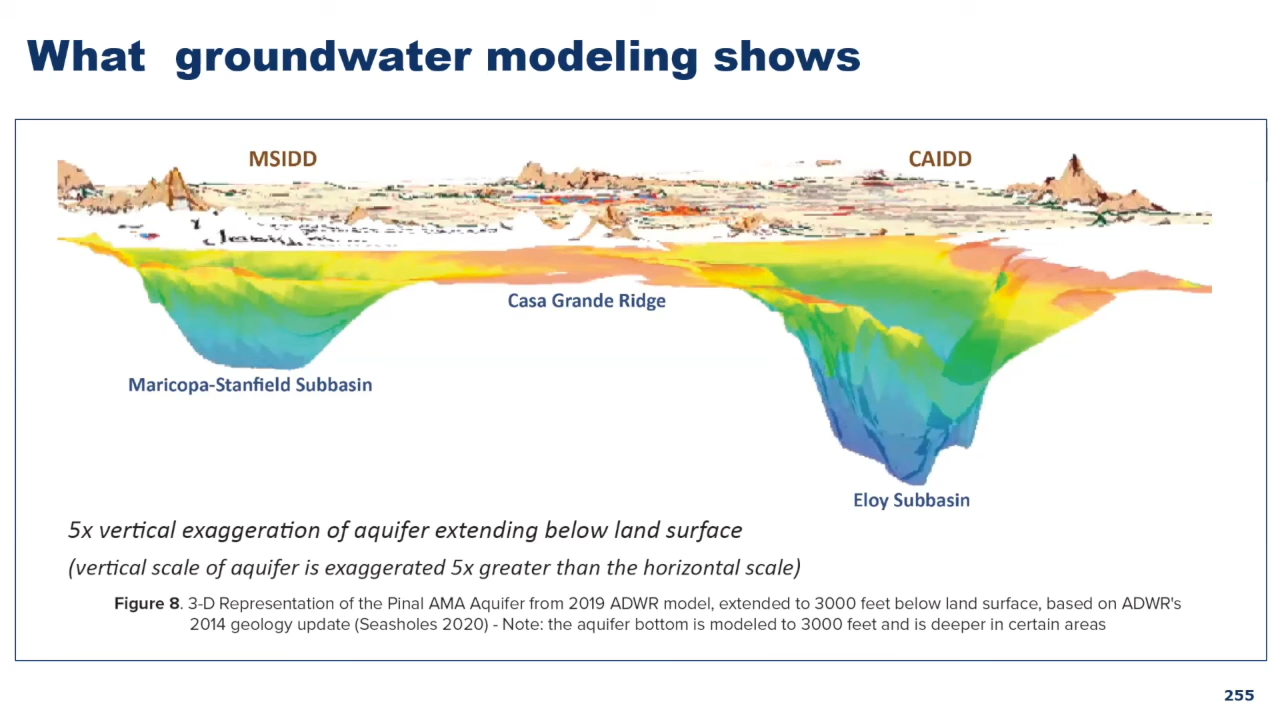 What groundwater modeling shows
MSIDD
CAIDD
Casa Grande Ridge
Maricopa-Stanfield Subbasin
Eloy Subbasin
5x vertical exaggeration of aquifer extending below land surface
(vertical scale of aquifer is exaggerated 5x greater than the horizontal scale)
Figure 8. 3-D Representation of the Pinal AMA Aquifer from 2019 ADWR model, extended to 3000 feet below land surface, based on ADWR's
2014 geology update (Seasholes 2020) - Note: the aquifer bottom is modeled to 3000 feet and is deeper in certain areas
255